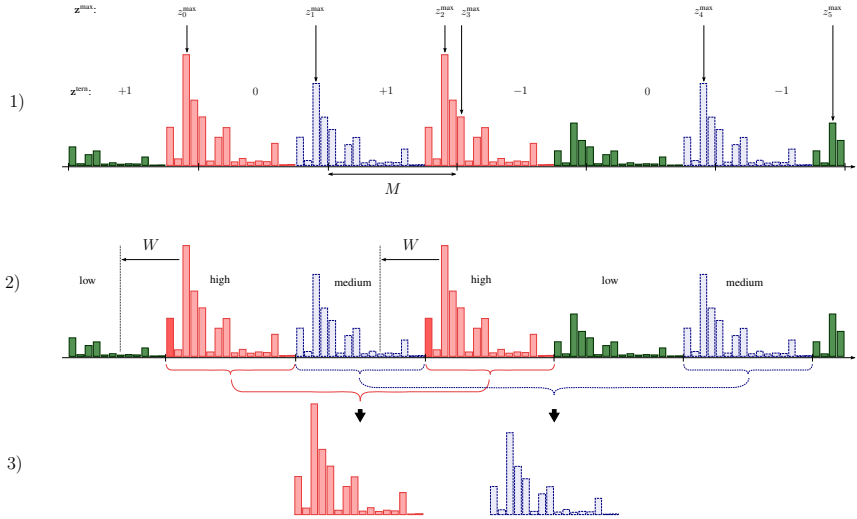 z^max: z_0^max z_1^max z_2^max z_3^max z_4^max z_5^max
z^tern: +1 0 +1 −1 0 −1
1)
M
W W
low high medium high low medium
2)
3)